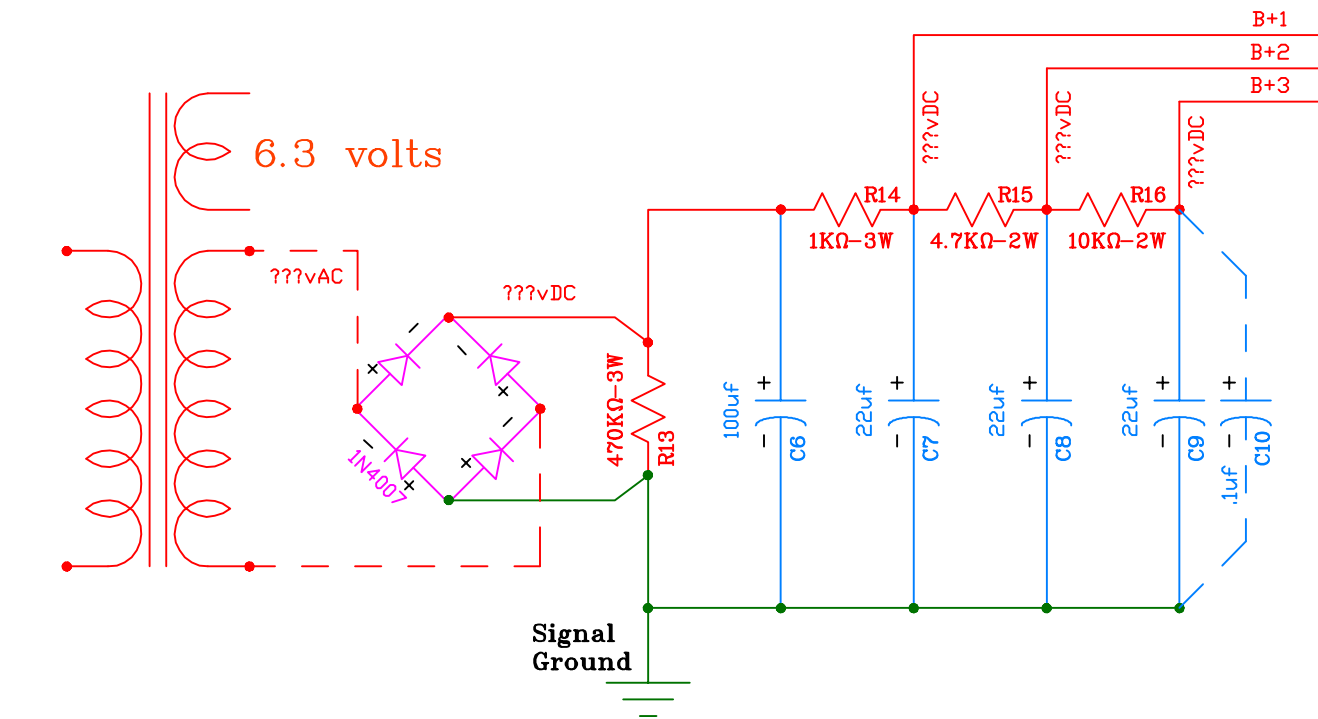 B+1
B+2
B+3
???vDC
???vDC
???vDC
6.3 volts
R14
R15
R16
1KΩ-3W
4.7KΩ-2W
10KΩ-2W
???vAC
???vDC
- -
+ +
- -
+ +
1N4007
470KΩ-3W
R13
+ + + + +
100uf
22uf
22uf
22uf
.1uf
- - - - -
C6
C7
C8
C9
C10
Signal
Ground